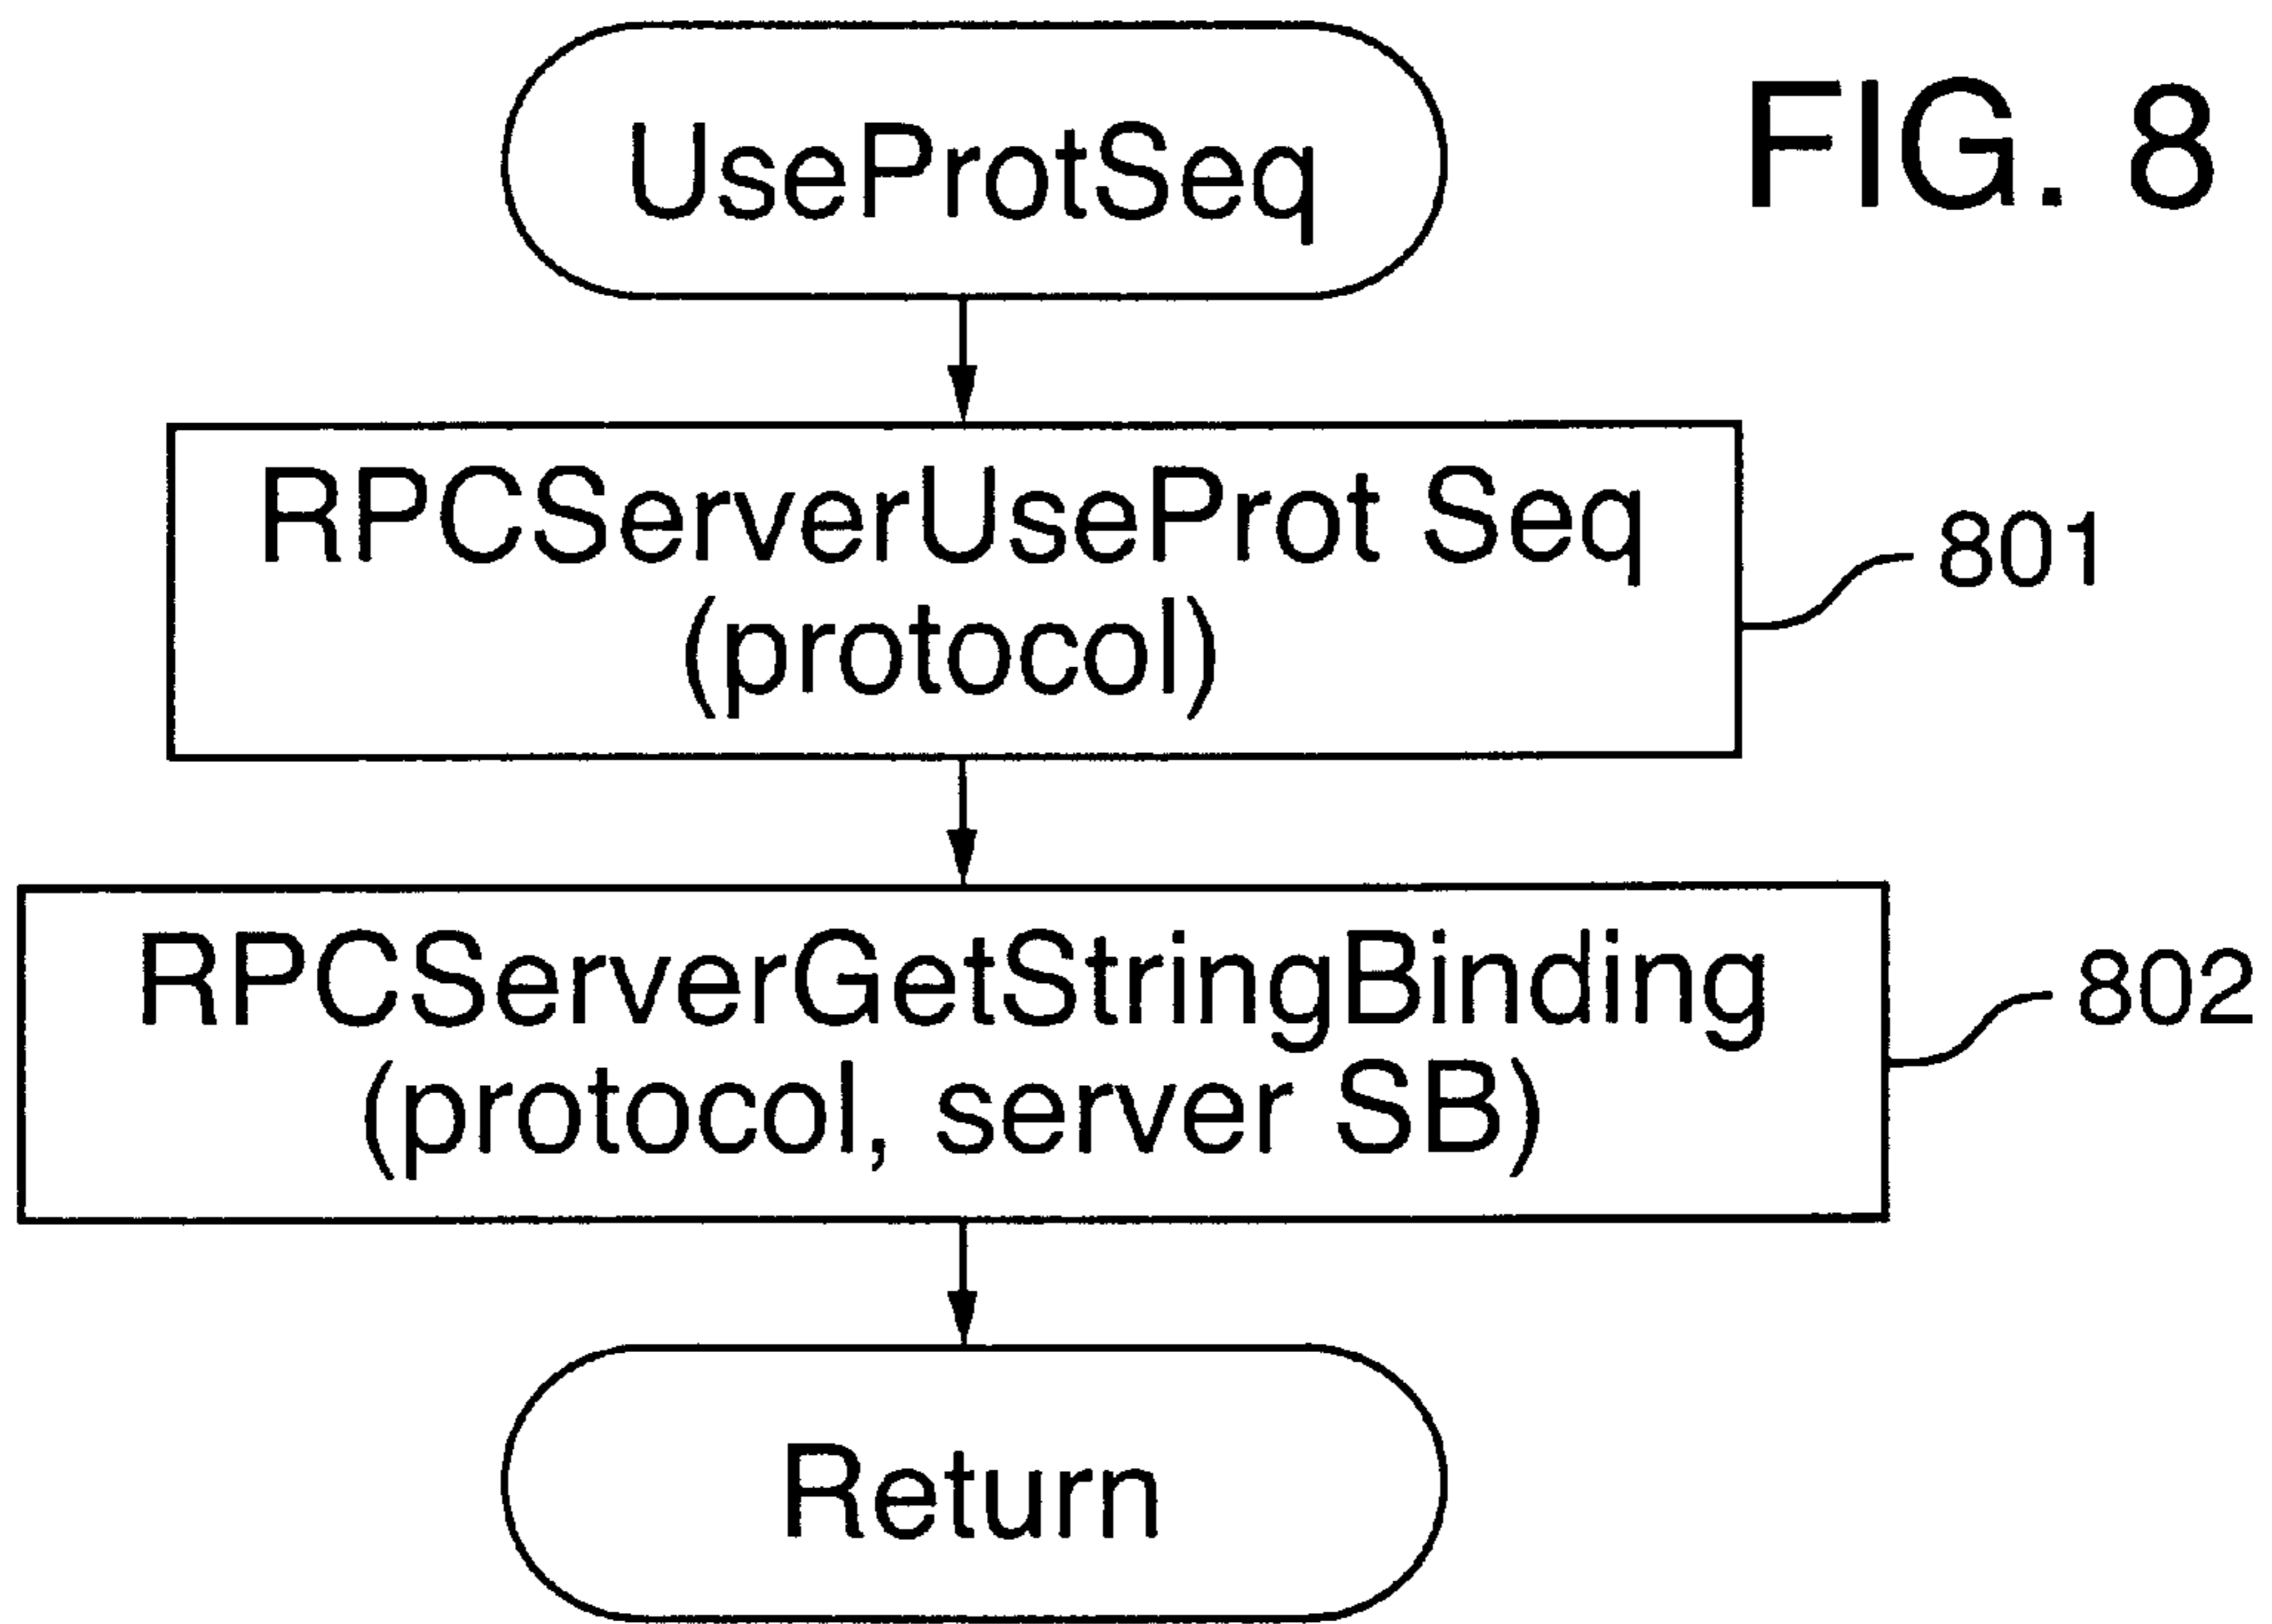 FIG. 8
UseProtSeq
RPCServerUseProt Seq
(protocol)
801
RPCServerGetStringBinding
(protocol, server SB)
802
Return